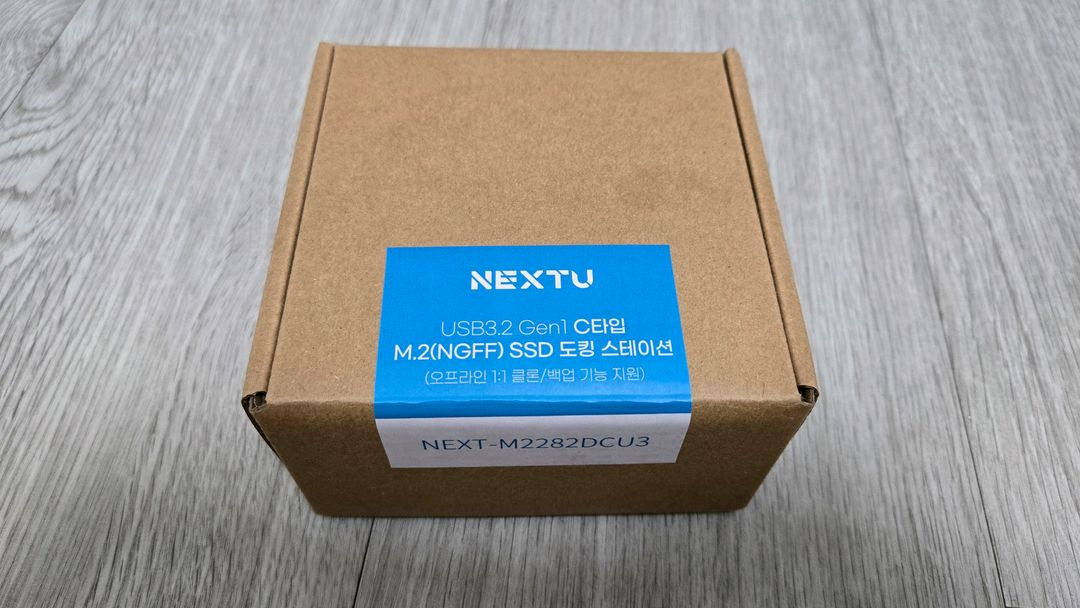 NEXTU
USB3.2 Gen1 C타입
M.2(NGFF) SSD 도킹 스테이션
(오프라인 1:1 클론/백업 기능 지원)
NEXT-M2282DCU3